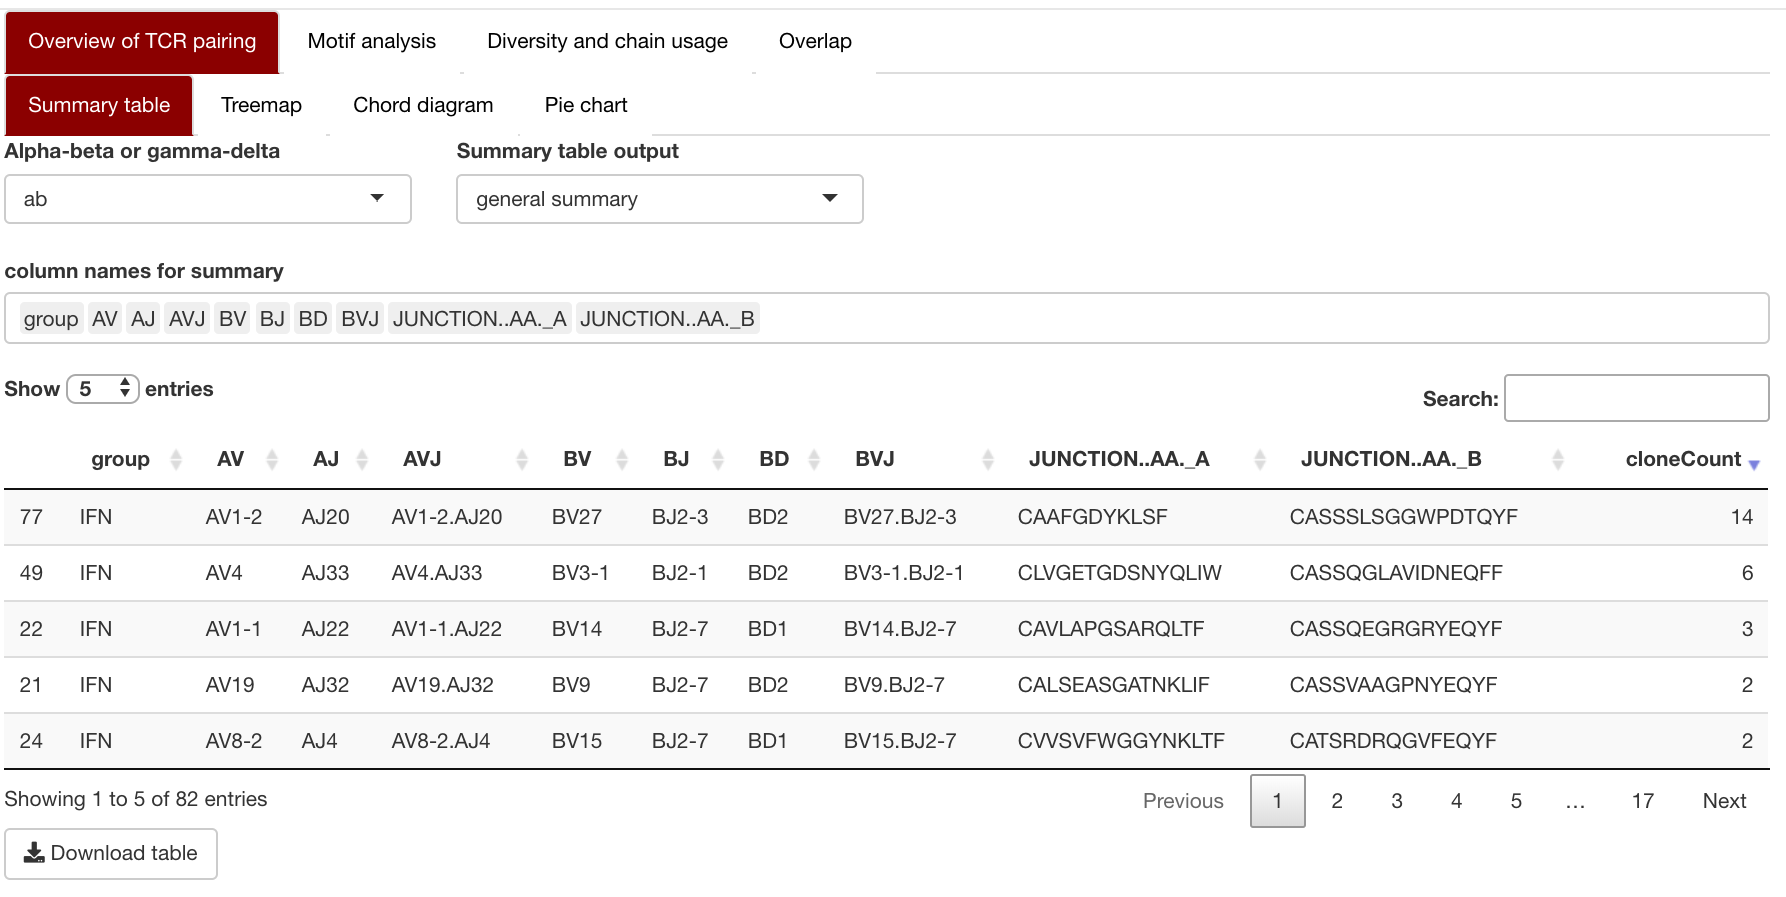 Overview of TCR pairing Motif analysis Diversity and chain usage Overlap
Summary table Treemap Chord diagram Pie chart
Alpha-beta or gamma-delta Summary table output
ab general summary
column names for summary
group AV AJ AVJ BV BJ BD BVJ JUNCTION..AA._A JUNCTION..AA._B
Show 5 entries Search:
group AV AJ AVJ BV BJ BD BVJ JUNCTION..AA._A JUNCTION..AA._B cloneCount
77 IFN AV1-2 AJ20 AV1-2.AJ20 BV27 BJ2-3 BD2 BV27.BJ2-3 CAAFGDYKLSF CASSSLSGGWPDTQYF 14
49 IFN AV4 AJ33 AV4.AJ33 BV3-1 BJ2-1 BD2 BV3-1.BJ2-1 CLVGETGDSNYQLIW CASSQGLAVIDNEQFF 6
22 IFN AV1-1 AJ22 AV1-1.AJ22 BV14 BJ2-7 BD1 BV14.BJ2-7 CAVLAPGSARQLTF CASSQEGRGRYEQYF 3
21 IFN AV19 AJ32 AV19.AJ32 BV9 BJ2-7 BD2 BV9.BJ2-7 CALSEASGATNKLIF CASSVAAGPNYEQYF 2
24 IFN AV8-2 AJ4 AV8-2.AJ4 BV15 BJ2-7 BD1 BV15.BJ2-7 CVVSVFWGGYNKLTF CATSRDRQGVFEQYF 2
Showing 1 to 5 of 82 entries Previous 1 2 3 4 5 … 17 Next
Download table